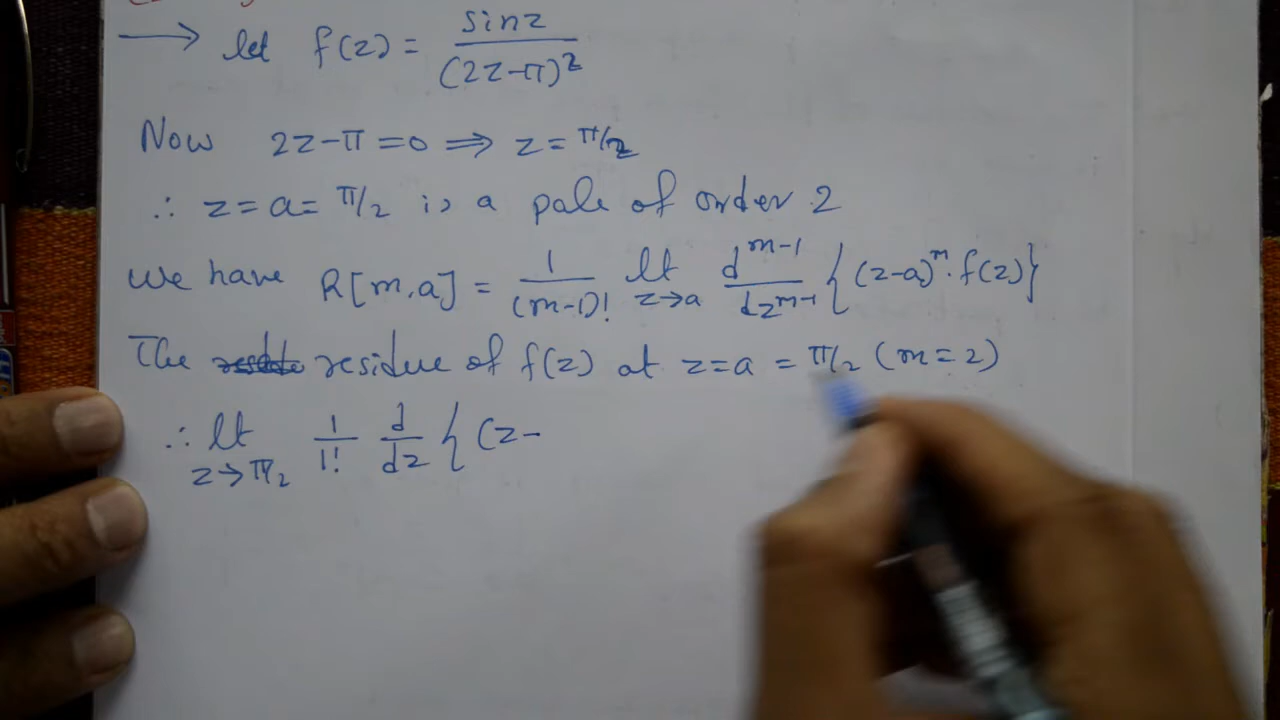 → let f(z) = sinz / (2z-π)²
Now 2z-π = 0 ⇒ z = π/2
∴ z = a = π/2 is a pole of order 2
We have R[m,a] = 1/(m-1)! lt z→a d^(m-1)/dz^(m-1) {(z-a)^m · f(z)}
The residue of f(z) at z = a = π/2 (m = 2)
∴ lt z→π/2 1/1! d/dz {(z-